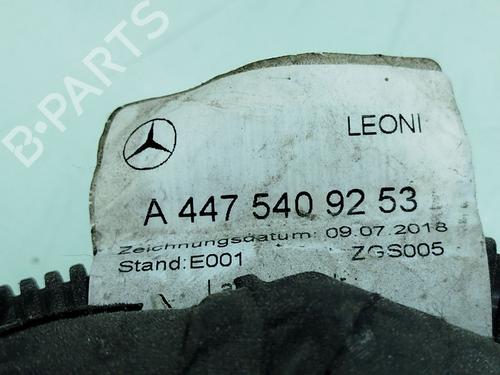 B-PARTS
LEONI
A 447 540 92 53
Zeichnungsdatum: 09.07.2018
Stand:E001 ZGS005